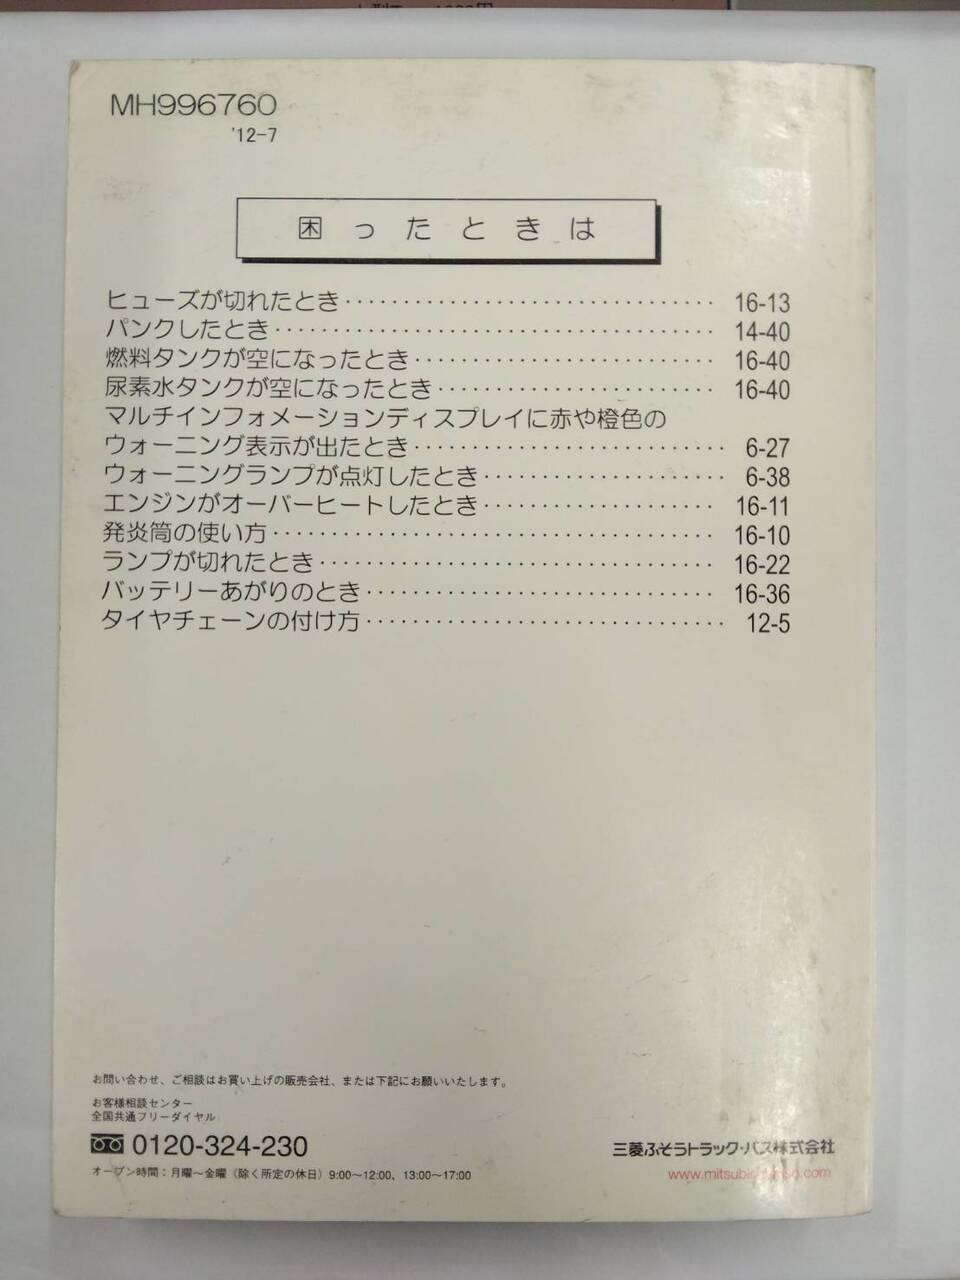 MH996760
'12-7
困ったときは
ヒューズが切れたとき 16-13
パンクしたとき 14-40
燃料タンクが空になったとき 16-40
尿素水タンクが空になったとき 16-40
マルチインフォメーションディスプレイに赤や橙色の
ウォーニング表示が出たとき 6-27
ウォーニングランプが点灯したとき 6-38
エンジンがオーバーヒートしたとき 16-11
発炎筒の使い方 16-10
ランプが切れたとき 16-22
バッテリーあがりのとき 16-36
タイヤチェーンの付け方 12-5
お問い合わせ、ご相談はお買い上げの販売会社、または下記にお願いいたします。
お客様相談センター
全国共通フリーダイヤル
0120-324-230
オープン時間：月曜〜金曜（除く所定の休日）9:00〜12:00、13:00〜17:00
三菱ふそうトラック・バス株式会社